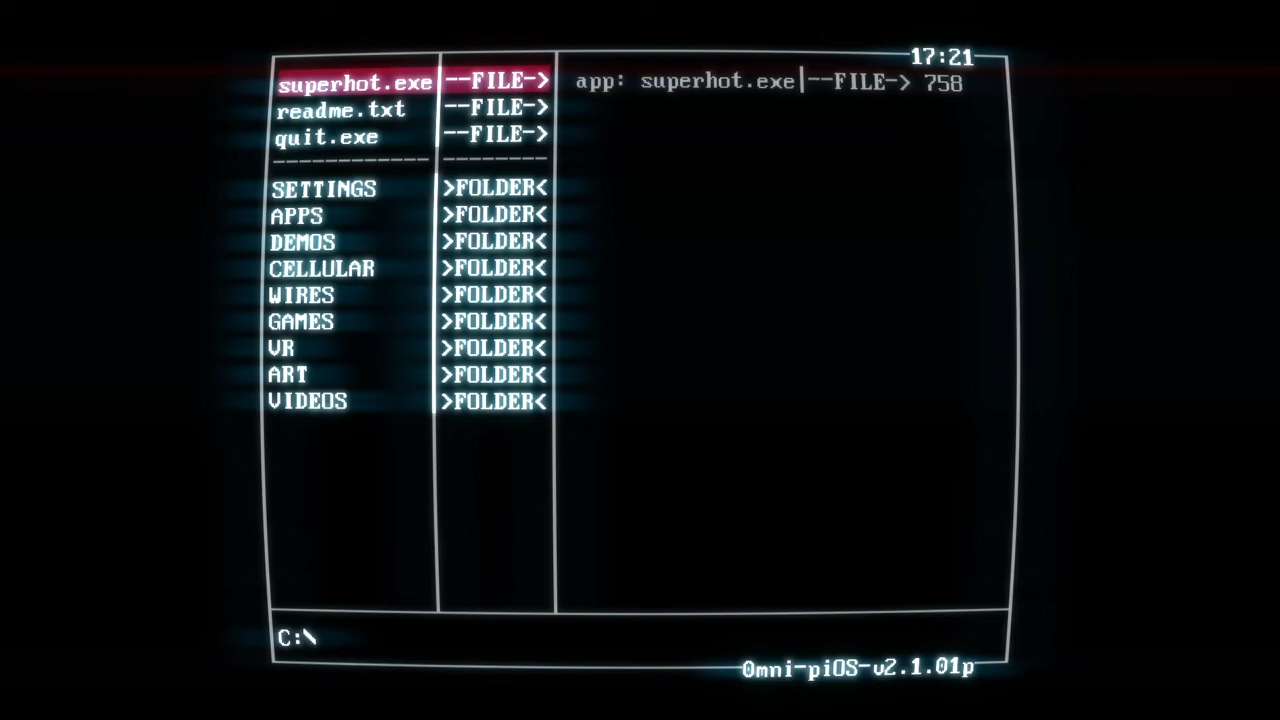 17:21
superhot.exe|--FILE-> app: superhot.exe|--FILE-> 758
readme.txt |--FILE->
quit.exe |--FILE->
------------ --------
SETTINGS |>FOLDER<
APPS |>FOLDER<
DEMOS |>FOLDER<
CELLULAR |>FOLDER<
WIRES |>FOLDER<
GAMES |>FOLDER<
VR |>FOLDER<
ART |>FOLDER<
VIDEOS |>FOLDER<
C:\
0mni-piOS-v2.1.01p